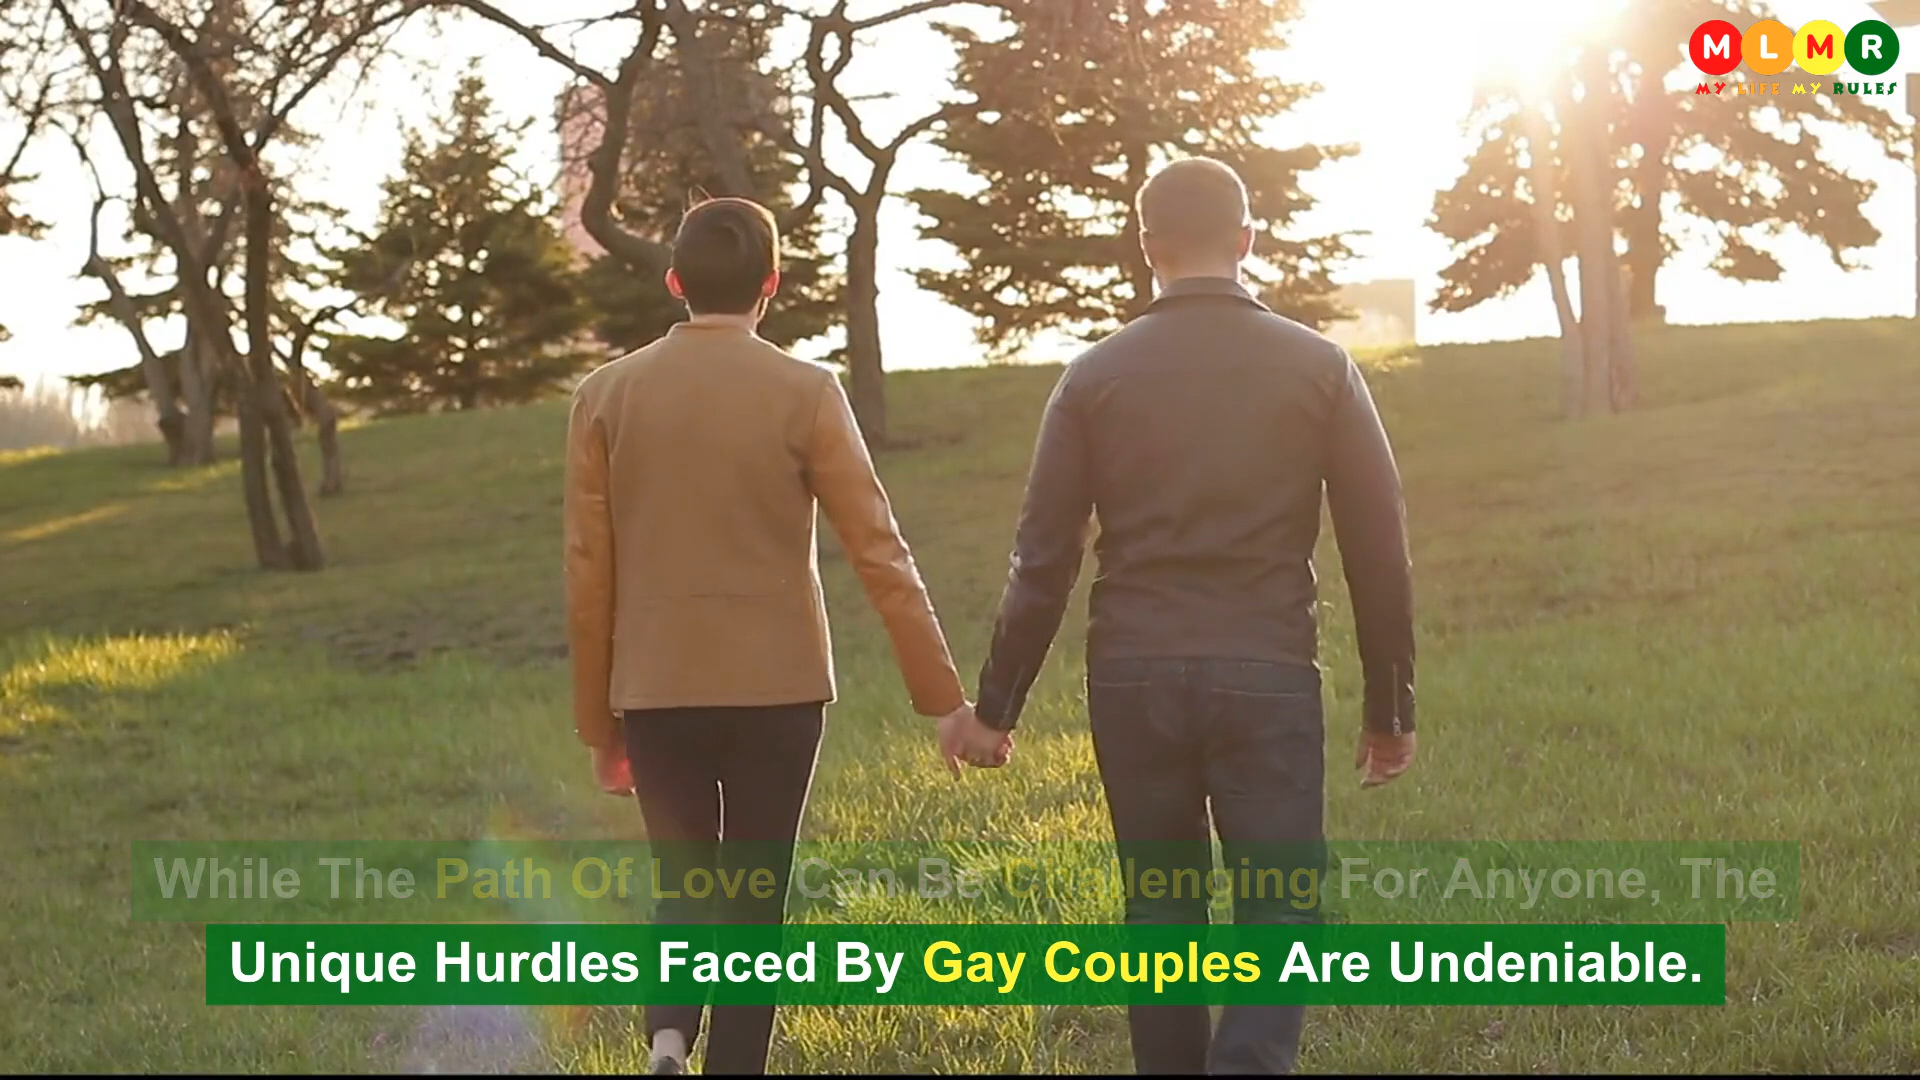 MLMR
MY LIFE MY RULES
While The Path Of Love Can Be Challenging For Anyone, The
Unique Hurdles Faced By Gay Couples Are Undeniable.